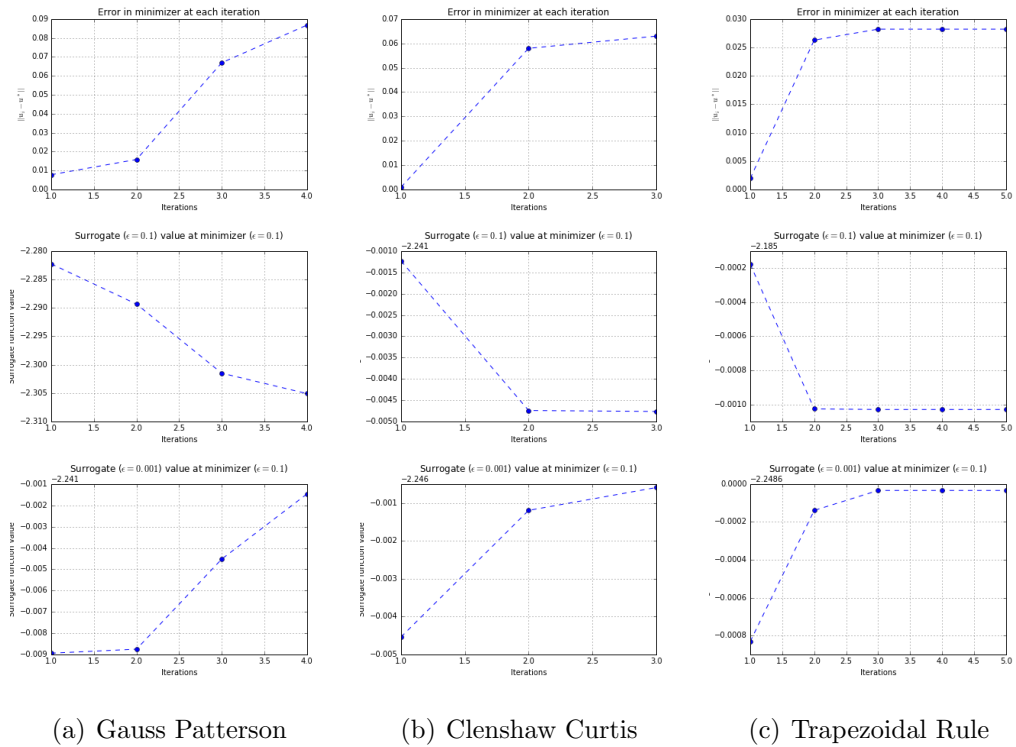 Error in minimizer at each iteration
0.09
0.08
0.07
0.06
0.05
0.04
0.03
0.02
0.01
0.00
||u_i − u*||
1.0 1.5 2.0 2.5 3.0 3.5 4.0
Iterations
Error in minimizer at each iteration
0.07
0.06
0.05
0.04
0.03
0.02
0.01
0.00
||u_i − u*||
1.0 1.5 2.0 2.5 3.0
Iterations
Error in minimizer at each iteration
0.030
0.025
0.020
0.015
0.010
0.005
0.000
||u_i − u*||
1.0 1.5 2.0 2.5 3.0 3.5 4.0 4.5 5.0
Iterations
Surrogate (ϵ = 0.1) value at minimizer (ϵ = 0.1)
−2.280
−2.285
−2.290
−2.295
−2.300
−2.305
−2.310
Surrogate function value
1.0 1.5 2.0 2.5 3.0 3.5 4.0
Iterations
Surrogate (ϵ = 0.1) value at minimizer (ϵ = 0.1)
−2.241
−0.0010
−0.0015
−0.0020
−0.0025
−0.0030
−0.0035
−0.0040
−0.0045
−0.0050
1.0 1.5 2.0 2.5 3.0
Iterations
Surrogate (ϵ = 0.1) value at minimizer (ϵ = 0.1)
−2.185
−0.0002
−0.0004
−0.0006
−0.0008
−0.0010
1.0 1.5 2.0 2.5 3.0 3.5 4.0 4.5 5.0
Iterations
Surrogate (ϵ = 0.001) value at minimizer (ϵ = 0.1)
−2.241
−0.001
−0.002
−0.003
−0.004
−0.005
−0.006
−0.007
−0.008
−0.009
Surrogate function value
1.0 1.5 2.0 2.5 3.0 3.5 4.0
Iterations
Surrogate (ϵ = 0.001) value at minimizer (ϵ = 0.1)
−2.246
−0.001
−0.002
−0.003
−0.004
−0.005
Surrogate function value
1.0 1.5 2.0 2.5 3.0
Iterations
Surrogate (ϵ = 0.001) value at minimizer (ϵ = 0.1)
−2.2486
0.0000
−0.0002
−0.0004
−0.0006
−0.0008
1.0 1.5 2.0 2.5 3.0 3.5 4.0 4.5 5.0
Iterations
(a) Gauss Patterson
(b) Clenshaw Curtis
(c) Trapezoidal Rule